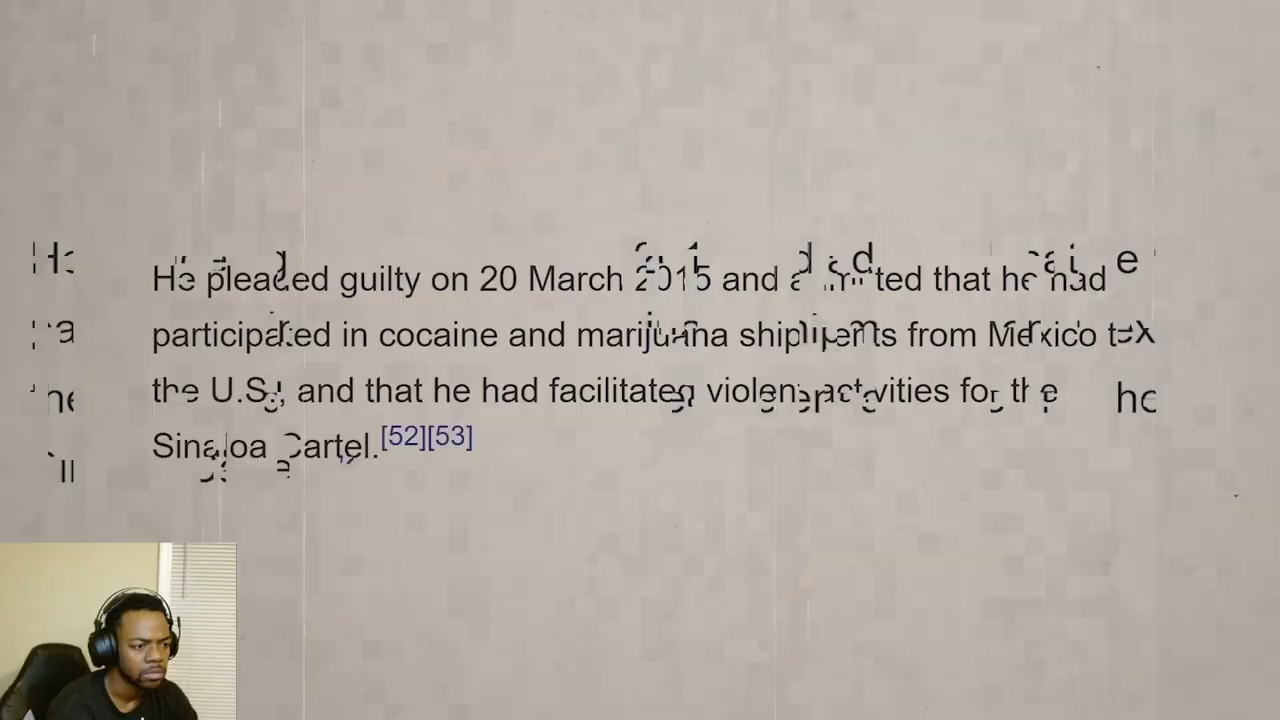 He pleaded guilty on 20 March 2015 and admitted that he had
participated in cocaine and marijuana shipments from Mexico to
the U.S., and that he had facilitated violent activities for the
Sinaloa Cartel.[52][53]